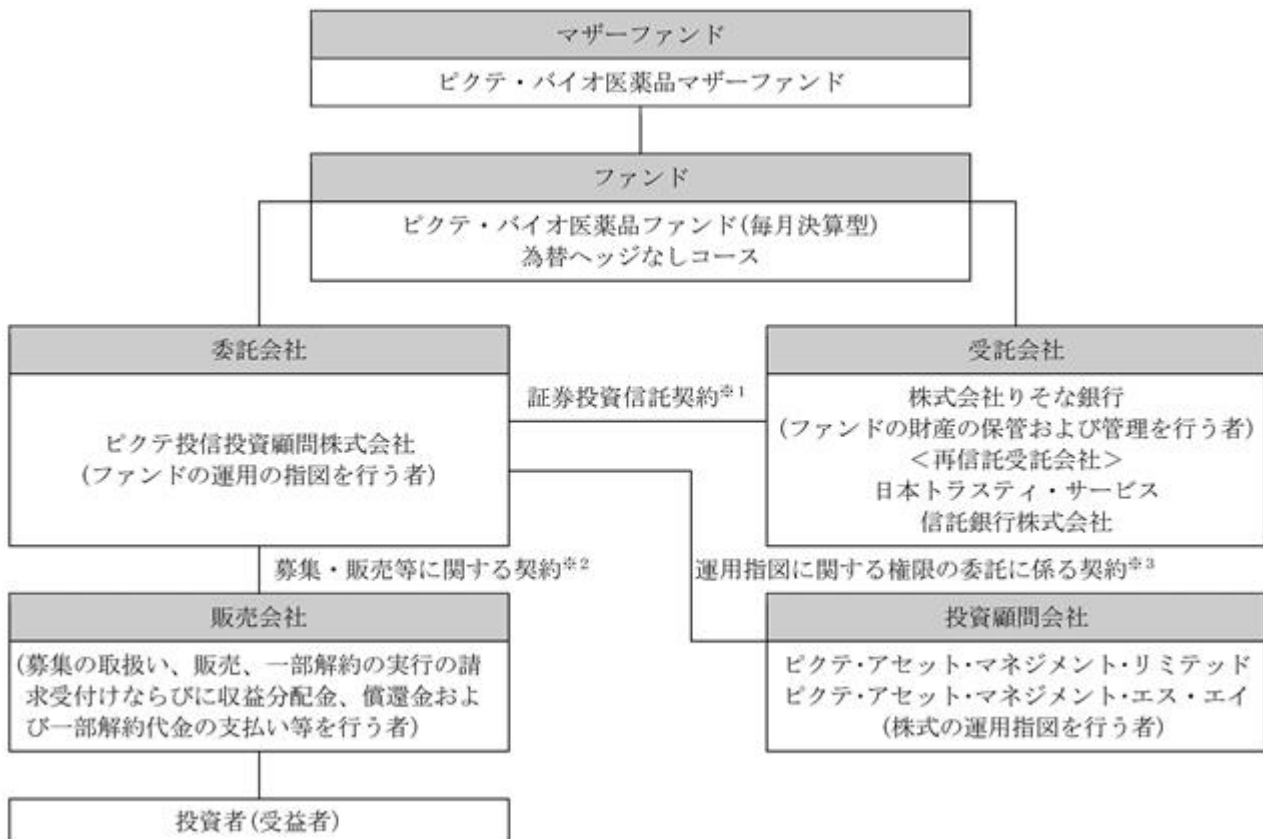 マザーファンド
ピクテ・バイオ医薬品マザーファンド
ファンド
ピクテ・バイオ医薬品ファンド(毎月決算型)
為替ヘッジなしコース
委託会社
ピクテ投信投資顧問株式会社
(ファンドの運用の指図を行う者)
証券投資信託契約※1
受託会社
株式会社りそな銀行
(ファンドの財産の保管および管理を行う者)
＜再信託受託会社＞
日本トラスティ・サービス
信託銀行株式会社
募集・販売等に関する契約※2
運用指図に関する権限の委託に係る契約※3
販売会社
(募集の取扱い、販売、一部解約の実行の請
求受付けならびに収益分配金、償還金およ
び一部解約代金の支払い等を行う者)
投資顧問会社
ピクテ･アセット･マネジメント･リミテッド
ピクテ･アセット･マネジメント･エス・エイ
(株式の運用指図を行う者)
投資者(受益者)